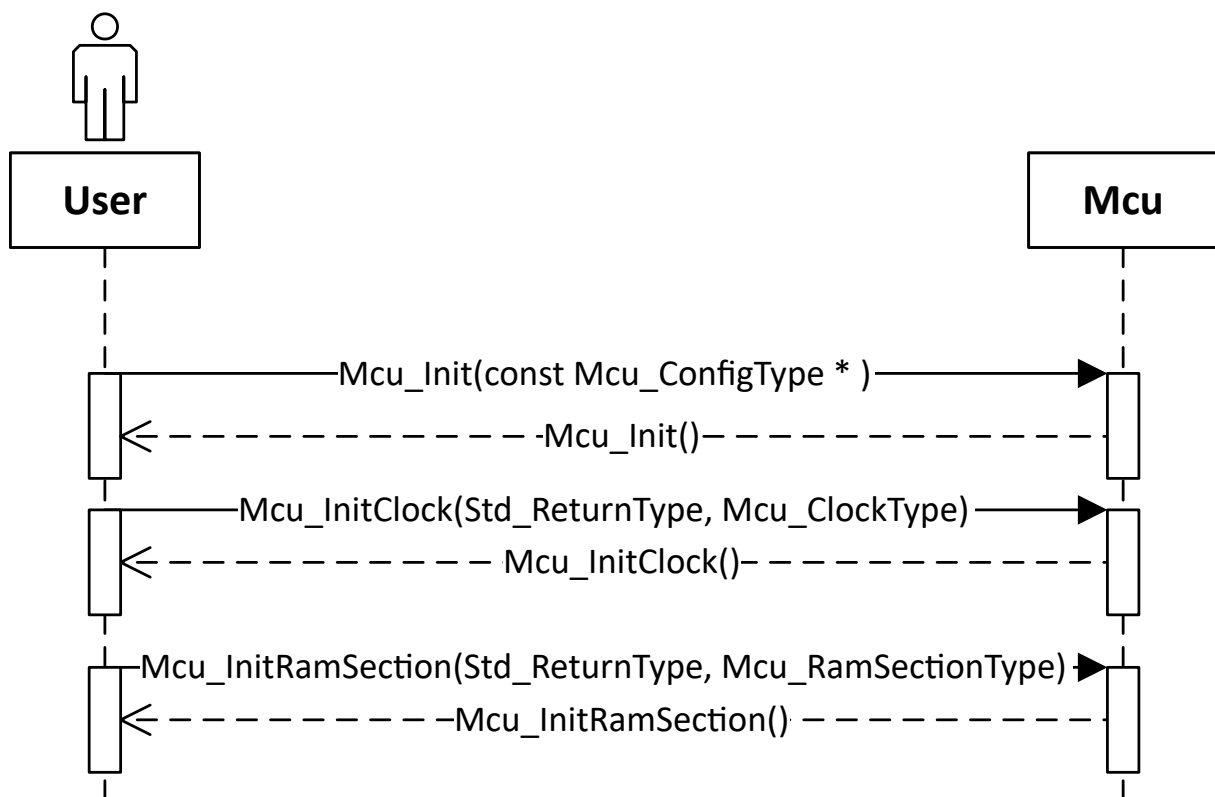 User
Mcu
Mcu_Init(const Mcu_ConfigType * )
Mcu_Init()
Mcu_InitClock(Std_ReturnType, Mcu_ClockType)
Mcu_InitClock()
Mcu_InitRamSection(Std_ReturnType, Mcu_RamSectionType)
Mcu_InitRamSection()